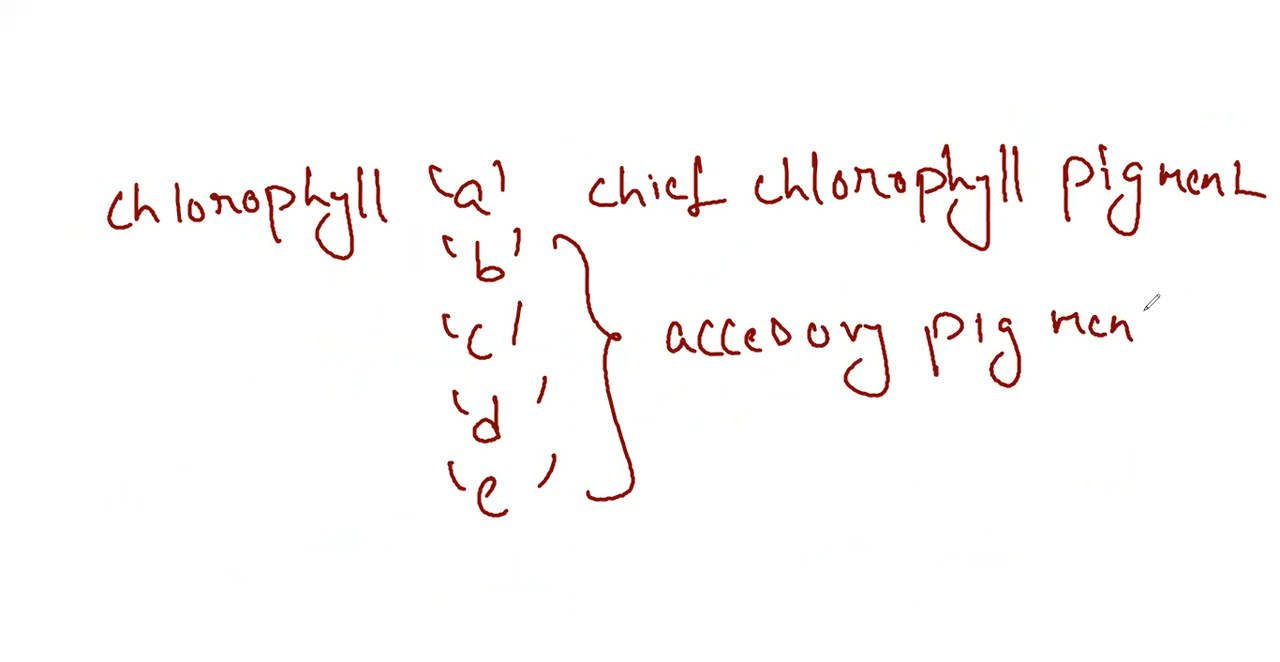 chlorophyll 'a' chief chlorophyll pigment
'b'
'c' accesory pigmen
'd'
'e'